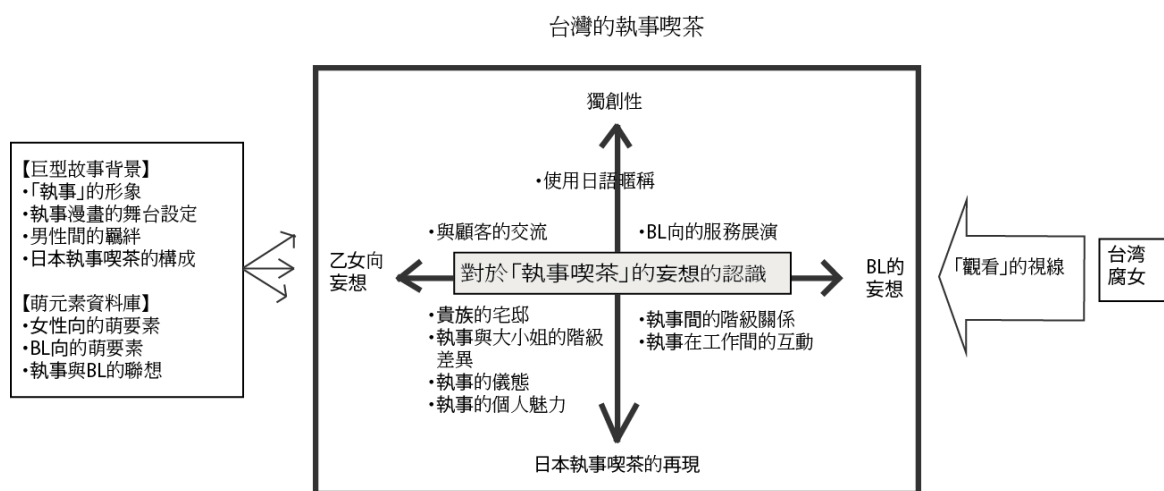 台灣的執事喫茶
【巨型故事背景】
・「執事」的形象
・執事漫畫的舞台設定
・男性間的羈絆
・日本執事喫茶的構成
【萌元素資料庫】
・女性向的萌要素
・BL向的萌要素
・執事與BL的聯想
獨創性
・使用日語暱稱
・與顧客的交流
・BL向的服務展演
乙女向
妄想
對於「執事喫茶」的妄想的認識
BL的
妄想
・貴族的宅邸
・執事與大小姐的階級
差異
・執事的儀態
・執事的個人魅力
・執事間的階級關係
・執事在工作間的互動
日本執事喫茶的再現
「觀看」的視線
台湾
腐女